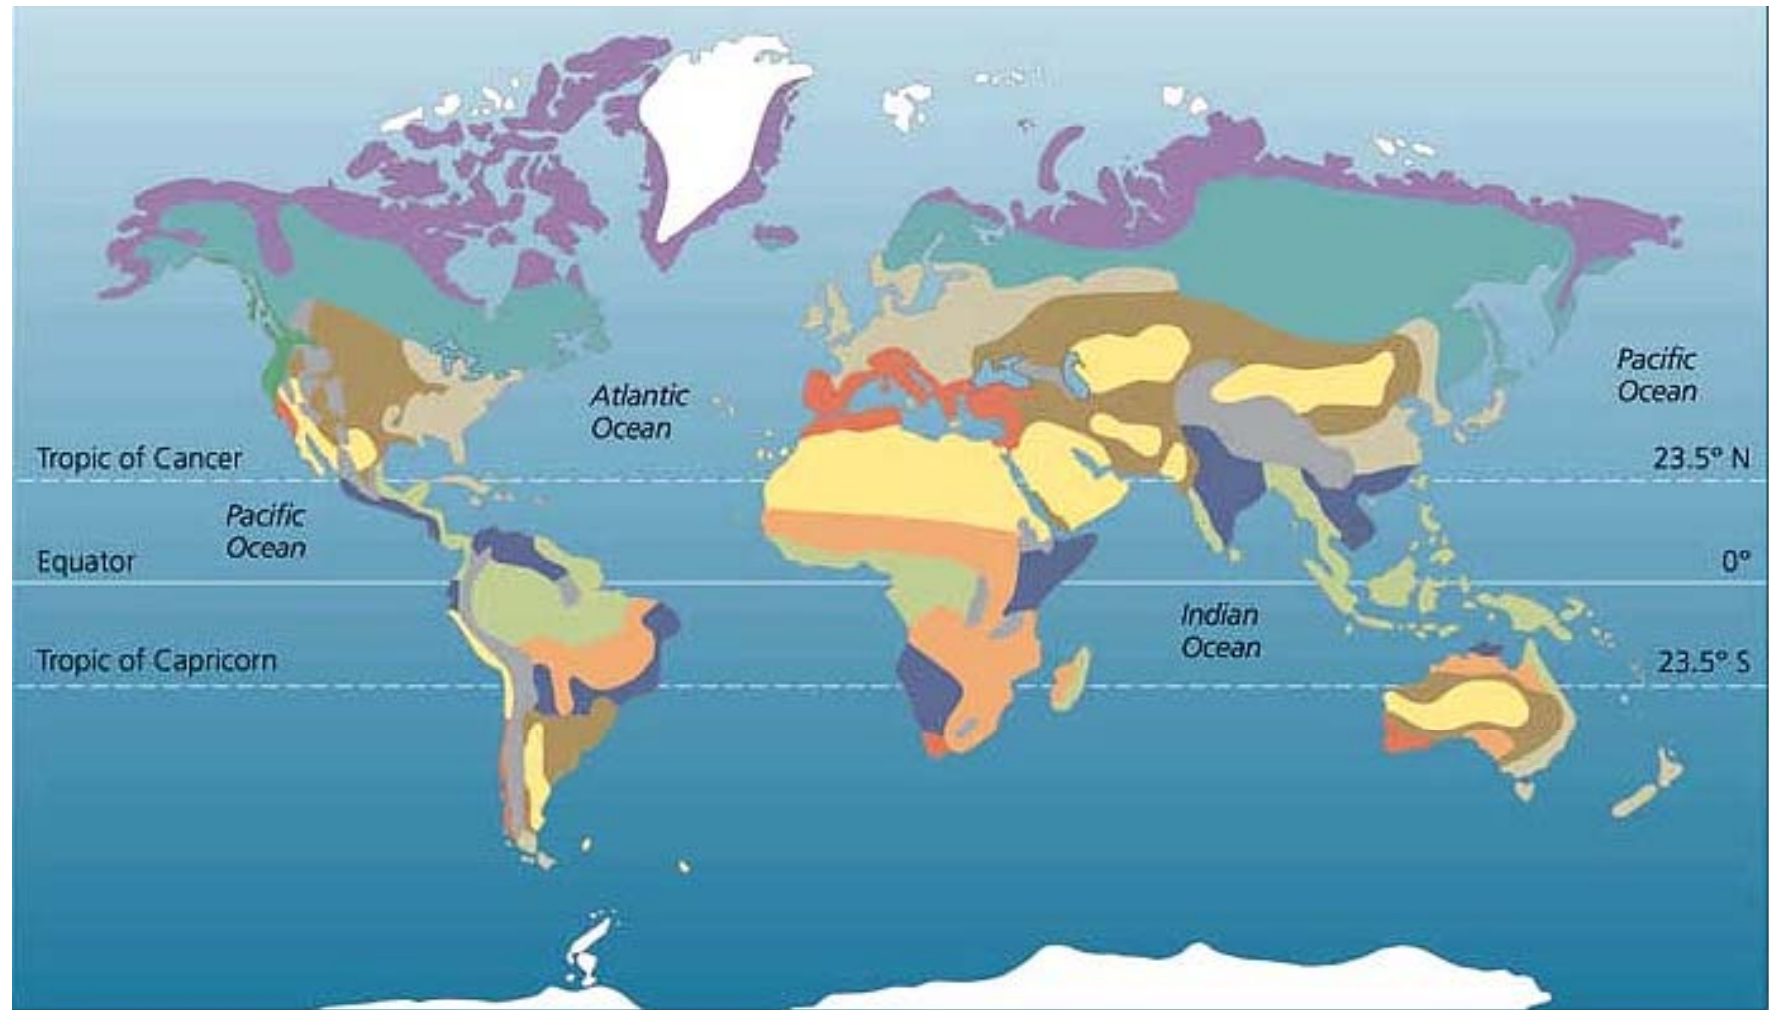 Atlantic
Ocean
Pacific
Ocean
Tropic of Cancer
23.5° N
Pacific
Ocean
Equator
0°
Indian
Ocean
Tropic of Capricorn
23.5° S